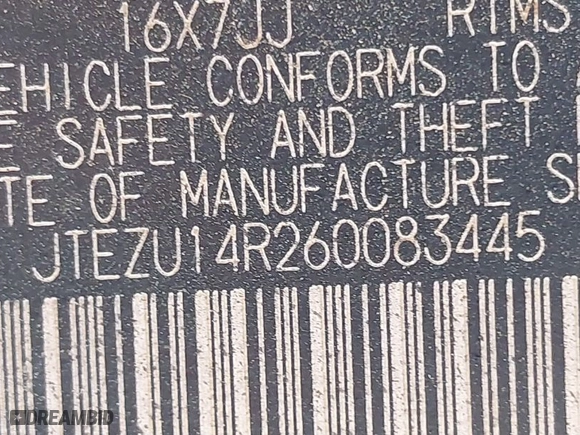 16X7JJ RIMS
EHICLE CONFORMS TO
E SAFETY AND THEFT
TE OF MANUFACTURE S
JTEZU14R260083445
DREAMBID